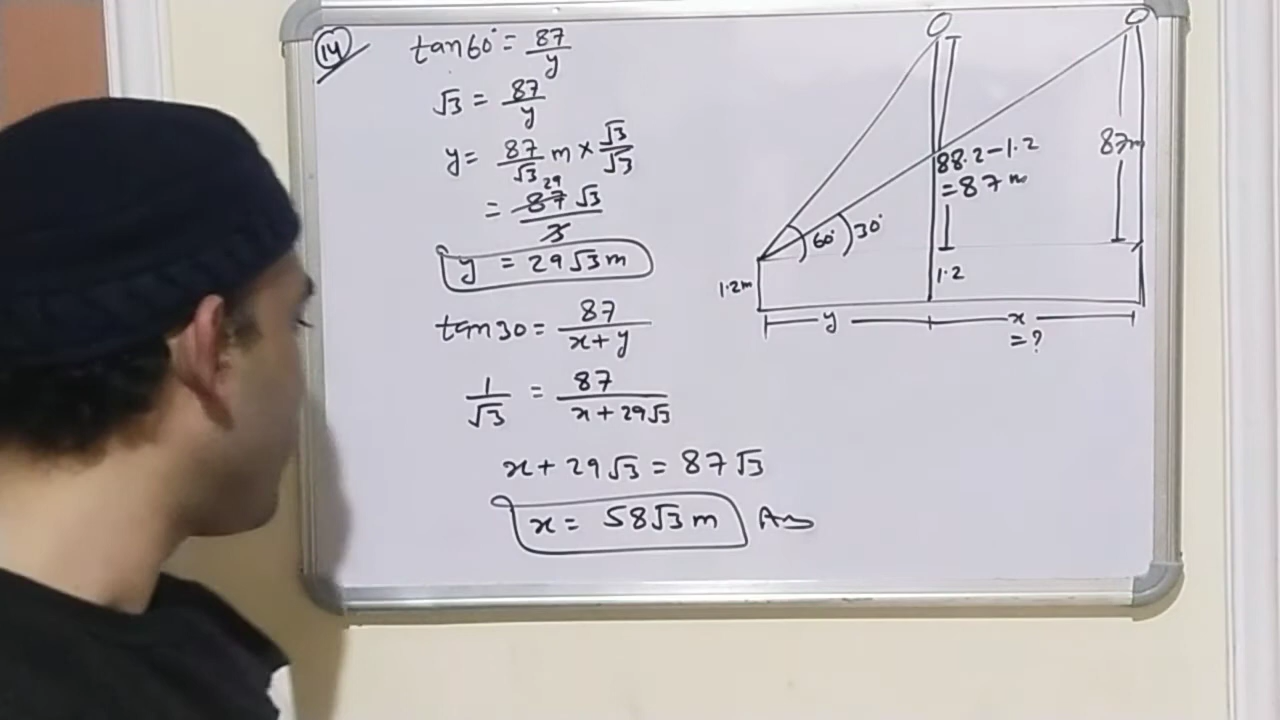 14
tan60° = 87/y
√3 = 87/y
y = 87/√3 m × √3/√3
29
= 87√3/3
y = 29√3 m
tan30 = 87/x+y
1/√3 = 87/x+29√3
x + 29√3 = 87√3
x = 58√3 m Ans
88.2-1.2
= 87 m
87m
60° 30°
1.2m
1.2
y x
= ?